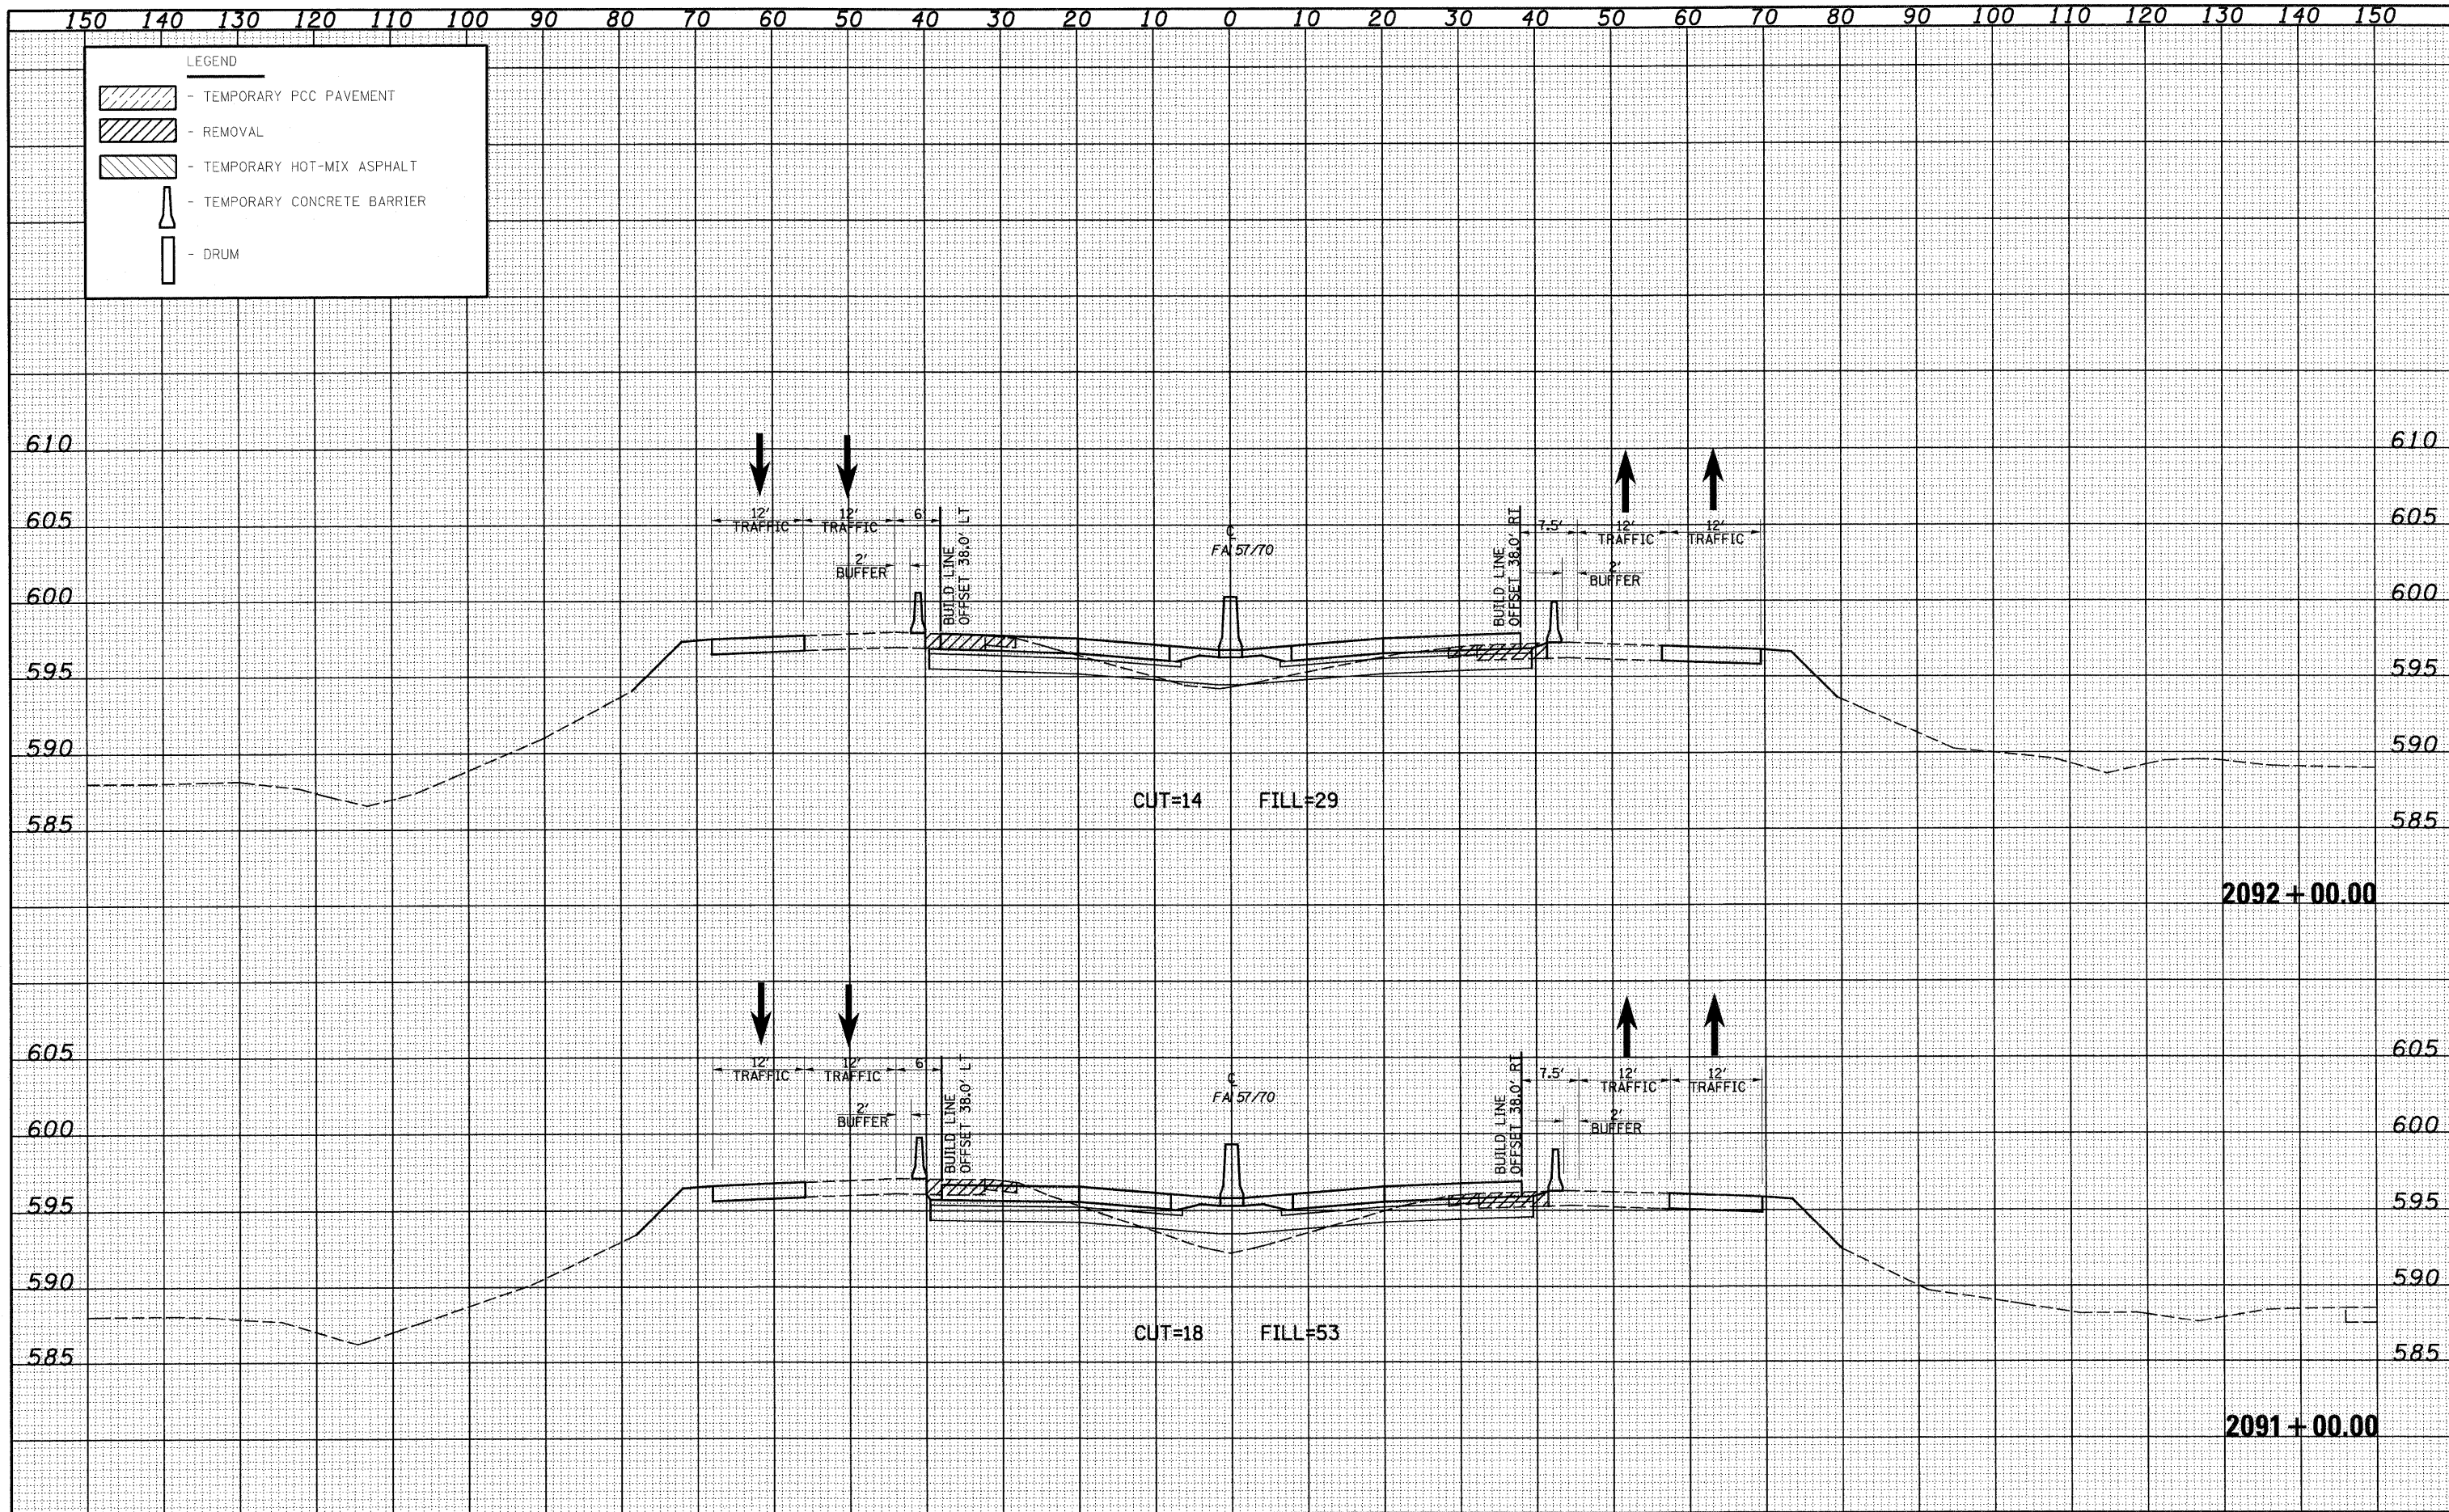 150 140 130 120 110 100 90 80 70 60 50 40 30 20 10 0 10 20 30 40 50 60 70 80 90 100 110 120 130 140 150
LEGEND
- TEMPORARY PCC PAVEMENT
- REMOVAL
- TEMPORARY HOT-MIX ASPHALT
- TEMPORARY CONCRETE BARRIER
- DRUM
610 610
605 605
12' TRAFFIC
12' TRAFFIC
6'
2' BUFFER
BUILD LINE
OFFSET 38.0' LT
℄
FA 57/70
BUILD LINE
OFFSET 38.0' RT
7.5'
12' TRAFFIC
12' TRAFFIC
2' BUFFER
600 600
595 595
590 590
CUT=14 FILL=29
585 585
2092+00.00
605 605
12' TRAFFIC
12' TRAFFIC
6'
2' BUFFER
BUILD LINE
OFFSET 38.0' LT
℄
FA 57/70
BUILD LINE
OFFSET 38.0' RT
7.5'
12' TRAFFIC
12' TRAFFIC
2' BUFFER
600 600
595 595
590 590
CUT=18 FILL=53
585 585
2091+00.00